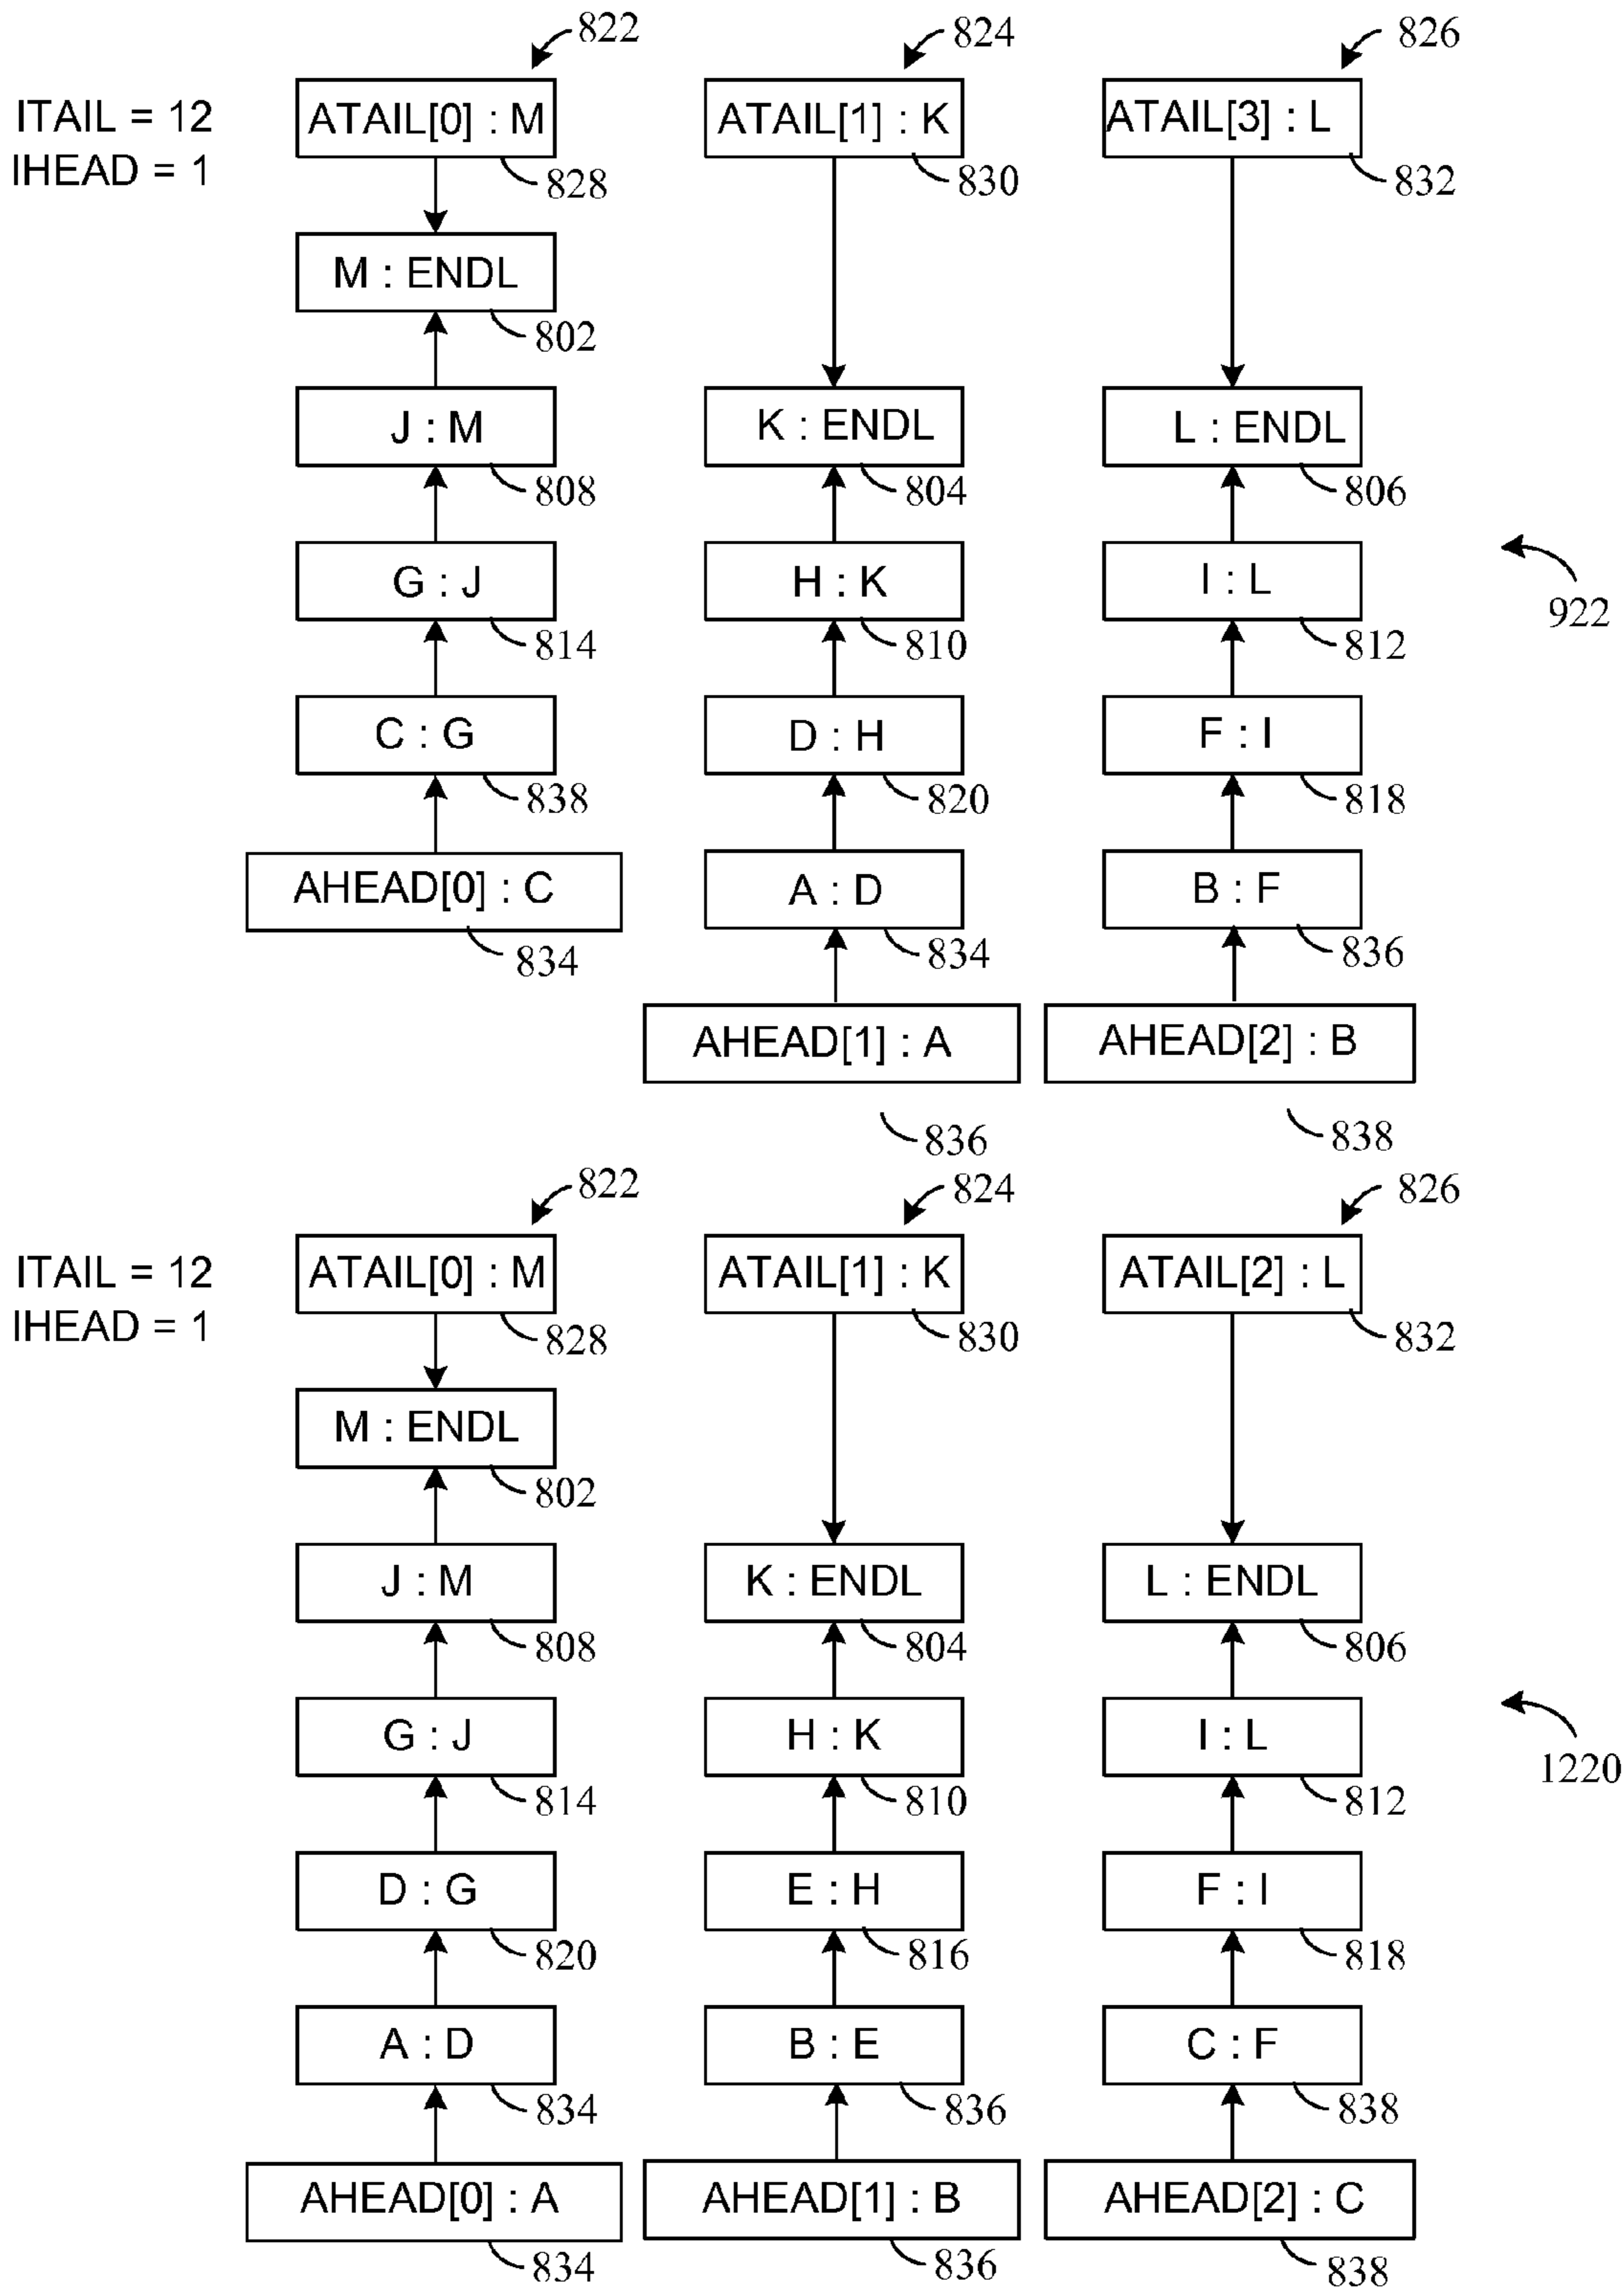 822 824 826
ITAIL = 12 ATAIL[0] : M ATAIL[1] : K ATAIL[3] : L
IHEAD = 1 828 830 832
M : ENDL
802
J : M K : ENDL L : ENDL
808 804 806
G : J H : K I : L 922
814 810 812
C : G D : H F : I
838 820 818
AHEAD[0] : C A : D B : F
834 834 836
AHEAD[1] : A AHEAD[2] : B
836 838
822 824 826
ITAIL = 12 ATAIL[0] : M ATAIL[1] : K ATAIL[2] : L
IHEAD = 1 828 830 832
M : ENDL
802
J : M K : ENDL L : ENDL
808 804 806
G : J H : K I : L 1220
814 810 812
D : G E : H F : I
820 816 818
A : D B : E C : F
834 836 838
AHEAD[0] : A AHEAD[1] : B AHEAD[2] : C
834 836 838